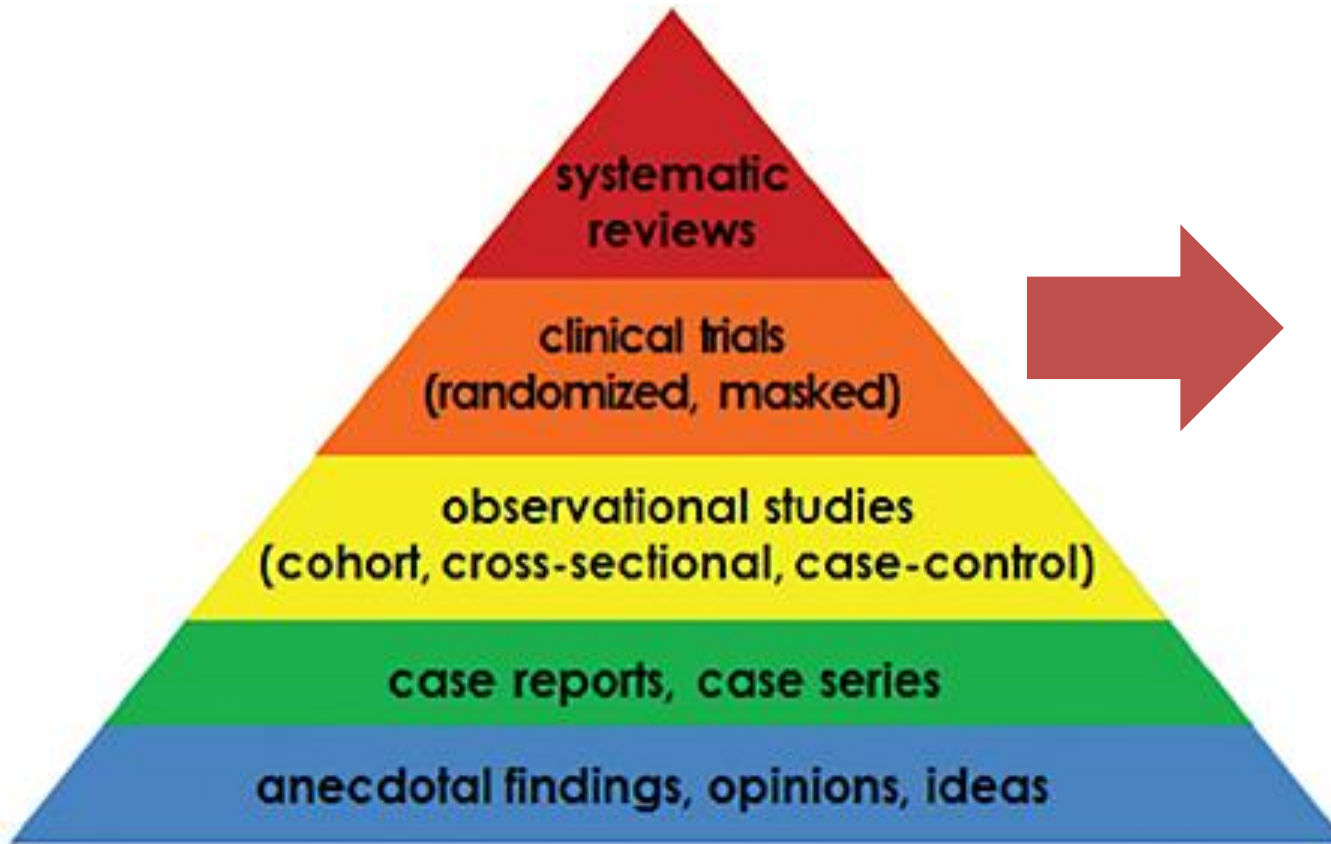 systematic
reviews
clinical trials
(randomized, masked)
observational studies
(cohort, cross-sectional, case-control)
case reports, case series
anecdotal findings, opinions, ideas